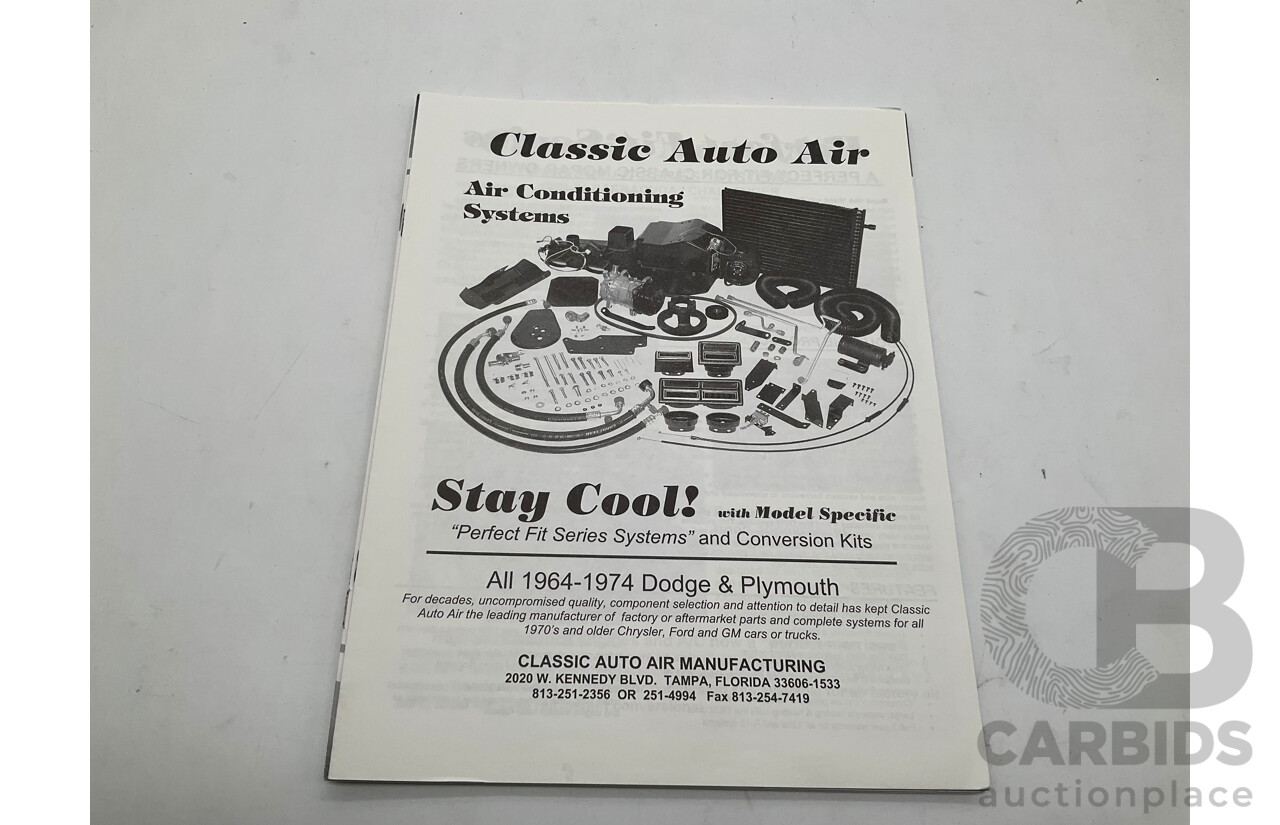 Classic Auto Air
Air Conditioning
Systems
Stay Cool! with Model Specific
"Perfect Fit Series Systems" and Conversion Kits
All 1964-1974 Dodge & Plymouth
For decades, uncompromised quality, component selection and attention to detail has kept Classic
Auto Air the leading manufacturer of factory or aftermarket parts and complete systems for all
1970's and older Chrysler, Ford and GM cars or trucks.
CLASSIC AUTO AIR MANUFACTURING
2020 W. KENNEDY BLVD. TAMPA, FLORIDA 33606-1533
813-251-2356 OR 251-4994 Fax 813-254-7419
CB
CARBIDS
auctionplace